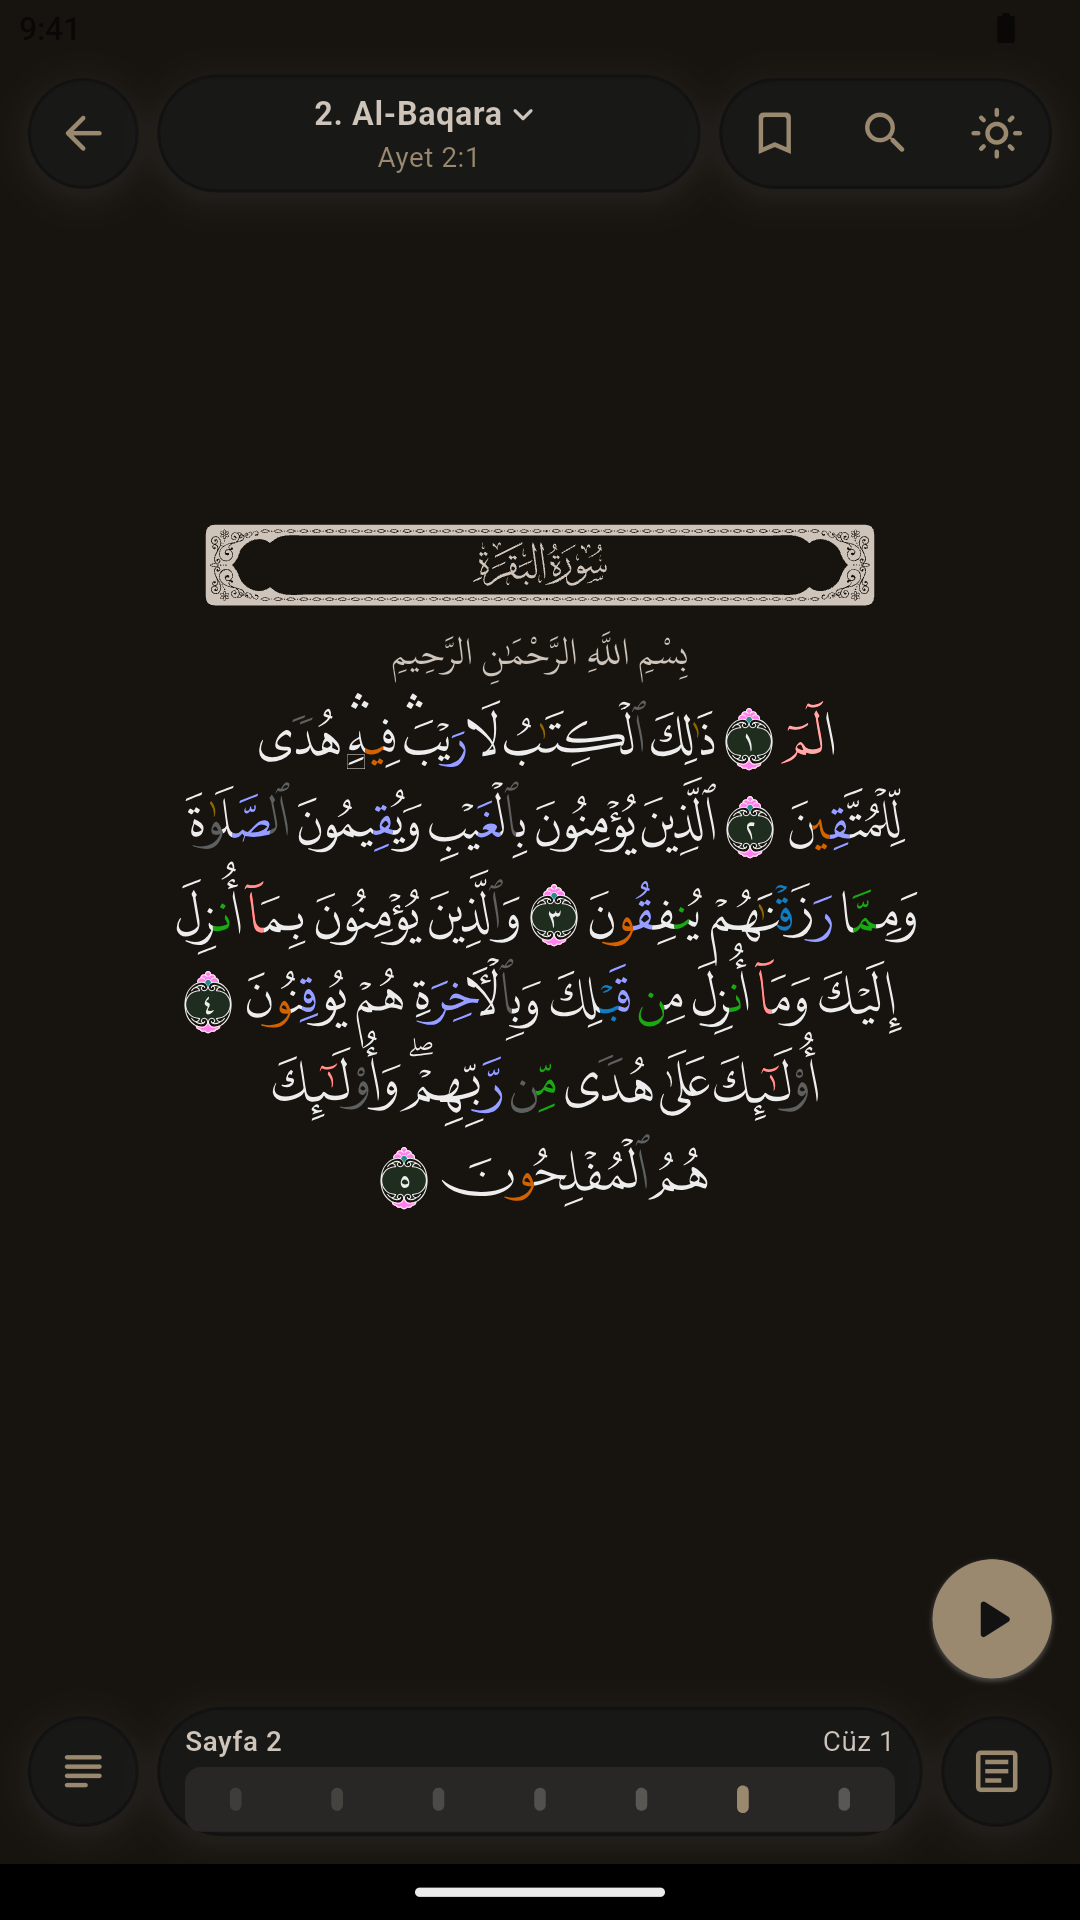 9:41
2. Al-Baqara
Ayet 2:1
سُورَةُ البَقَرَةِ
بِسْمِ اللَّهِ الرَّحْمَٰنِ الرَّحِيمِ
الٓمٓ ١ ذَٰلِكَ ٱلْكِتَٰبُ لَا رَيْبَ ۛ فِيهِ ۛ هُدًى
لِّلْمُتَّقِينَ ٢ ٱلَّذِينَ يُؤْمِنُونَ بِٱلْغَيْبِ وَيُقِيمُونَ ٱلصَّلَوٰةَ
وَمِمَّا رَزَقْنَٰهُمْ يُنفِقُونَ ٣ وَٱلَّذِينَ يُؤْمِنُونَ بِمَآ أُنزِلَ
إِلَيْكَ وَمَآ أُنزِلَ مِن قَبْلِكَ وَبِٱلْأَخِرَةِ هُمْ يُوقِنُونَ ٤
أُوْلَٰٓئِكَ عَلَىٰ هُدًى مِّن رَّبِّهِمْ ۖ وَأُوْلَٰٓئِكَ
هُمُ ٱلْمُفْلِحُونَ ٥
Sayfa 2
Cüz 1